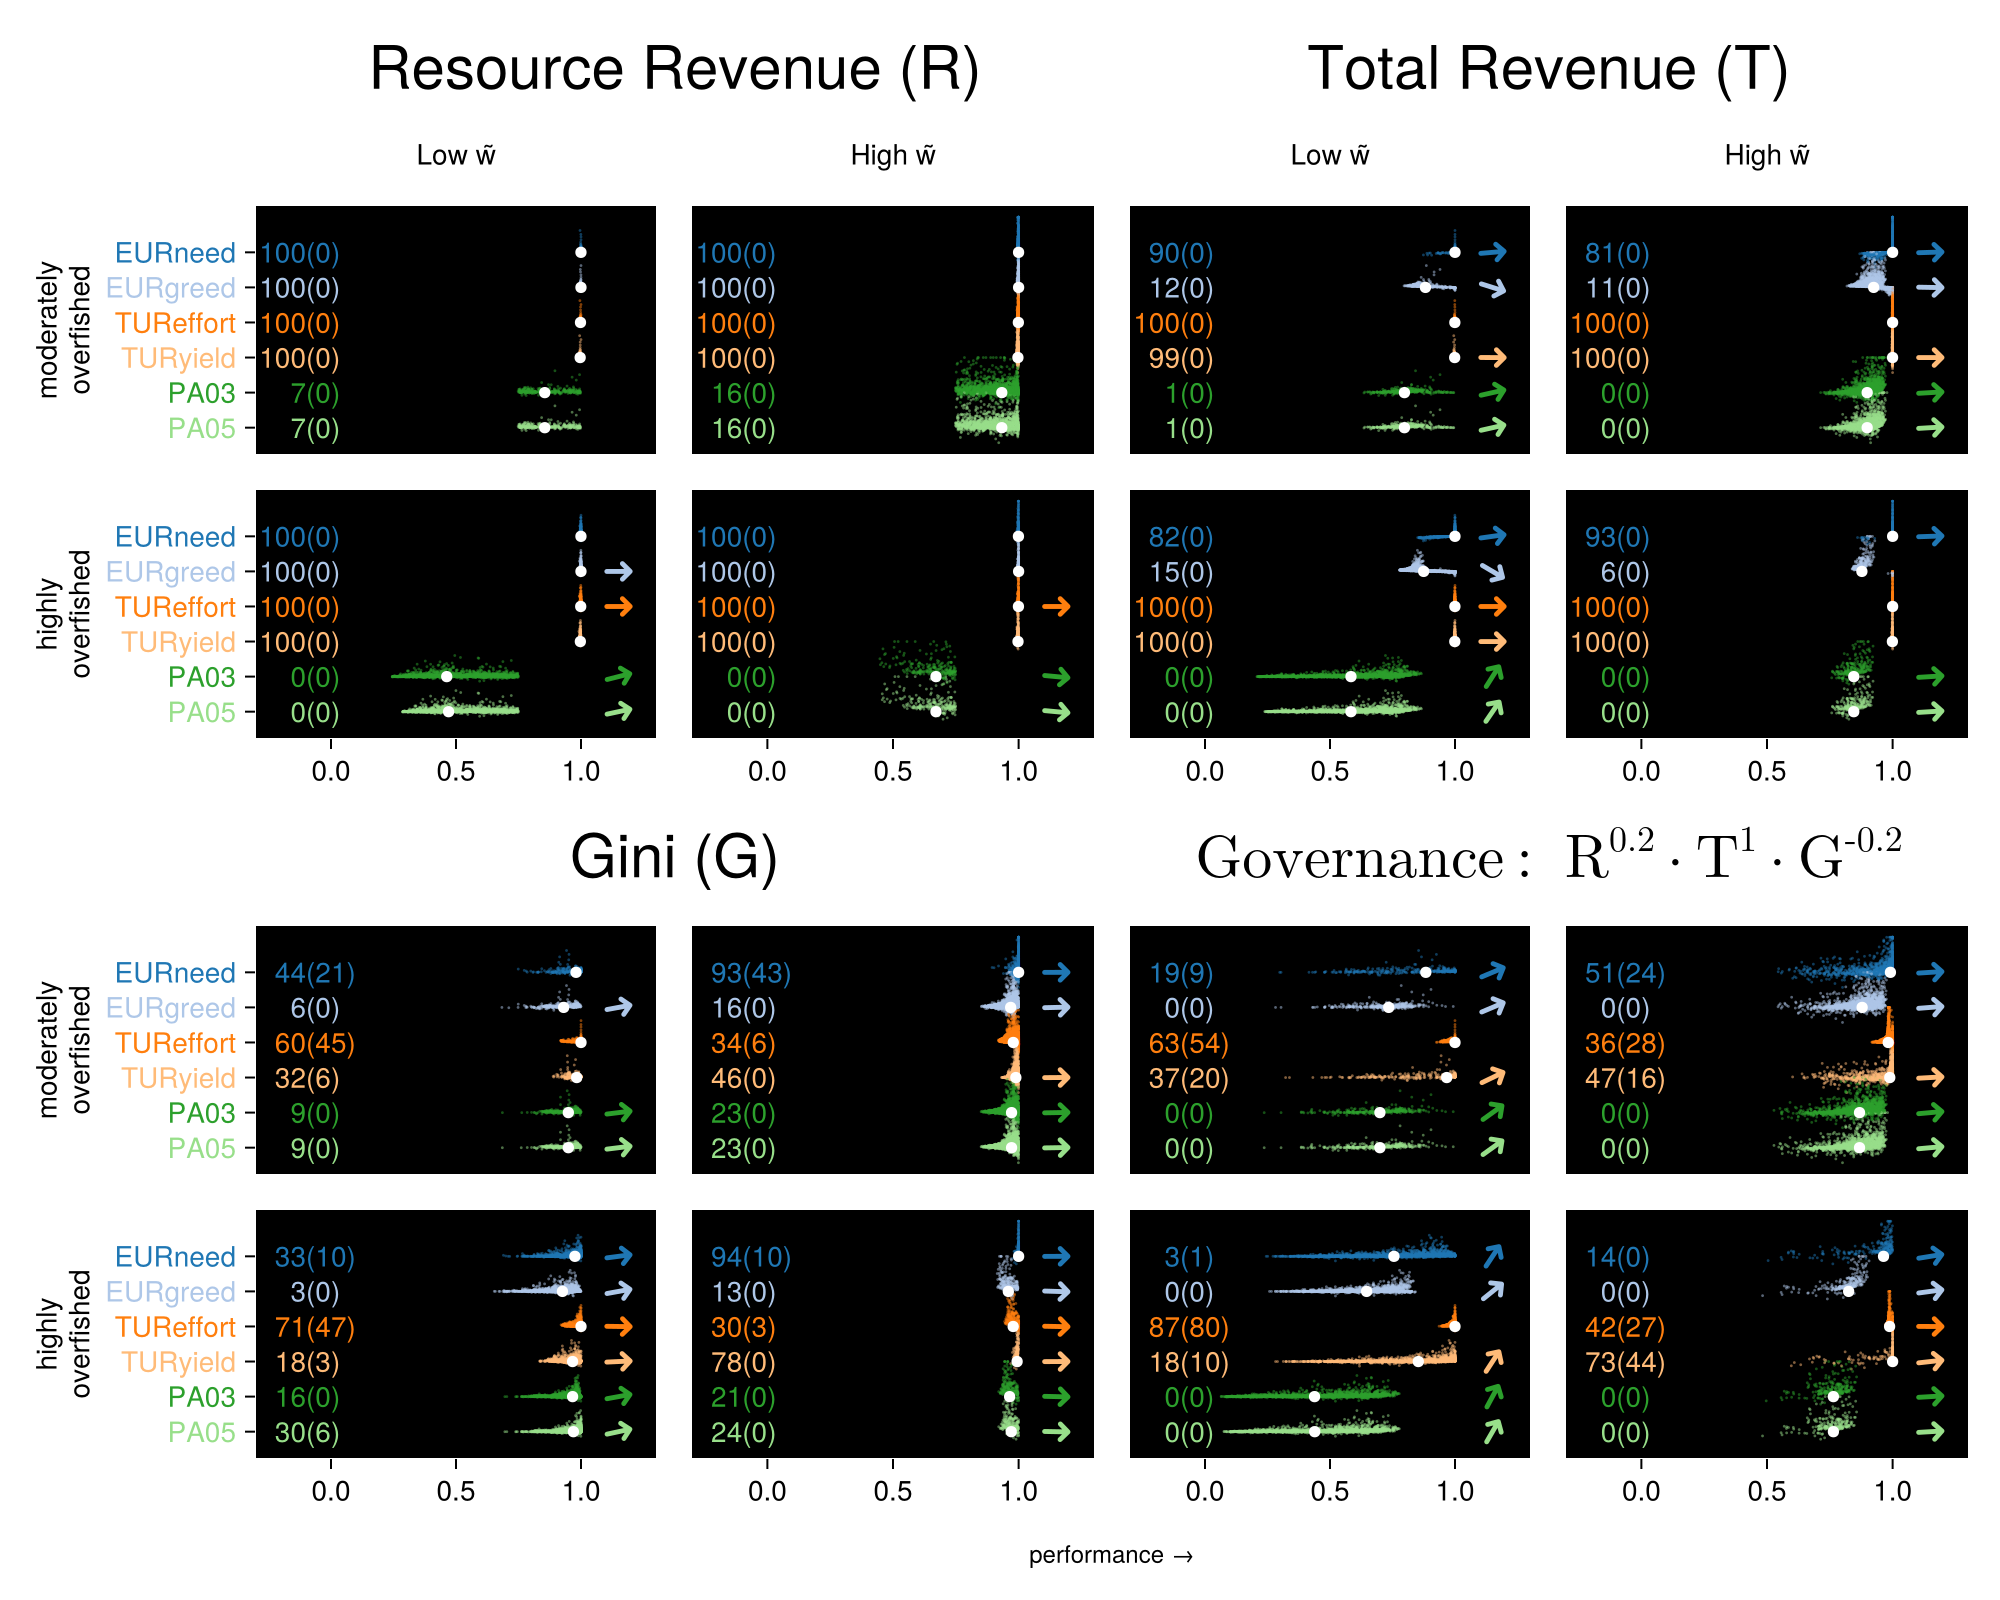 Resource Revenue (R)
Total Revenue (T)
Low w̃
High w̃
Low w̃
High w̃
moderately
overfished
EURneed 100(0) 100(0) 90(0) 81(0)
EURgreed 100(0) 100(0) 12(0) 11(0)
TUReffort 100(0) 100(0) 100(0) 100(0)
TURyield 100(0) 100(0) 99(0) 100(0)
PA03 7(0) 16(0) 1(0) 0(0)
PA05 7(0) 16(0) 1(0) 0(0)
highly
overfished
EURneed 100(0) 100(0) 82(0) 93(0)
EURgreed 100(0) 100(0) 15(0) 6(0)
TUReffort 100(0) 100(0) 100(0) 100(0)
TURyield 100(0) 100(0) 100(0) 100(0)
PA03 0(0) 0(0) 0(0) 0(0)
PA05 0(0) 0(0) 0(0) 0(0)
0.0 0.5 1.0 0.0 0.5 1.0 0.0 0.5 1.0 0.0 0.5 1.0
Gini (G)
Governance: R^0.2 · T^1 · G^-0.2
moderately
overfished
EURneed 44(21) 93(43) 19(9) 51(24)
EURgreed 6(0) 16(0) 0(0) 0(0)
TUReffort 60(45) 34(6) 63(54) 36(28)
TURyield 32(6) 46(0) 37(20) 47(16)
PA03 9(0) 23(0) 0(0) 0(0)
PA05 9(0) 23(0) 0(0) 0(0)
highly
overfished
EURneed 33(10) 94(10) 3(1) 14(0)
EURgreed 3(0) 13(0) 0(0) 0(0)
TUReffort 71(47) 30(3) 87(80) 42(27)
TURyield 18(3) 78(0) 18(10) 73(44)
PA03 16(0) 21(0) 0(0) 0(0)
PA05 30(6) 24(0) 0(0) 0(0)
0.0 0.5 1.0 0.0 0.5 1.0 0.0 0.5 1.0 0.0 0.5 1.0
performance →